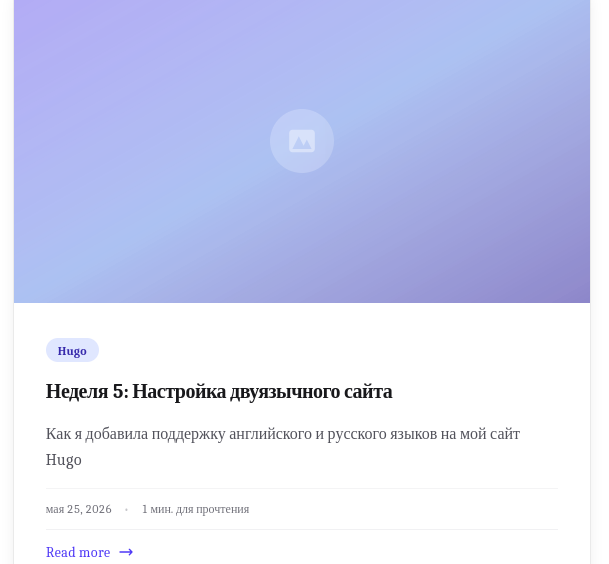 Hugo
Неделя 5: Настройка двуязычного сайта
Как я добавила поддержку английского и русского языков на мой сайт
Hugo
мая 25, 2026 · 1 мин. для прочтения
Read more →